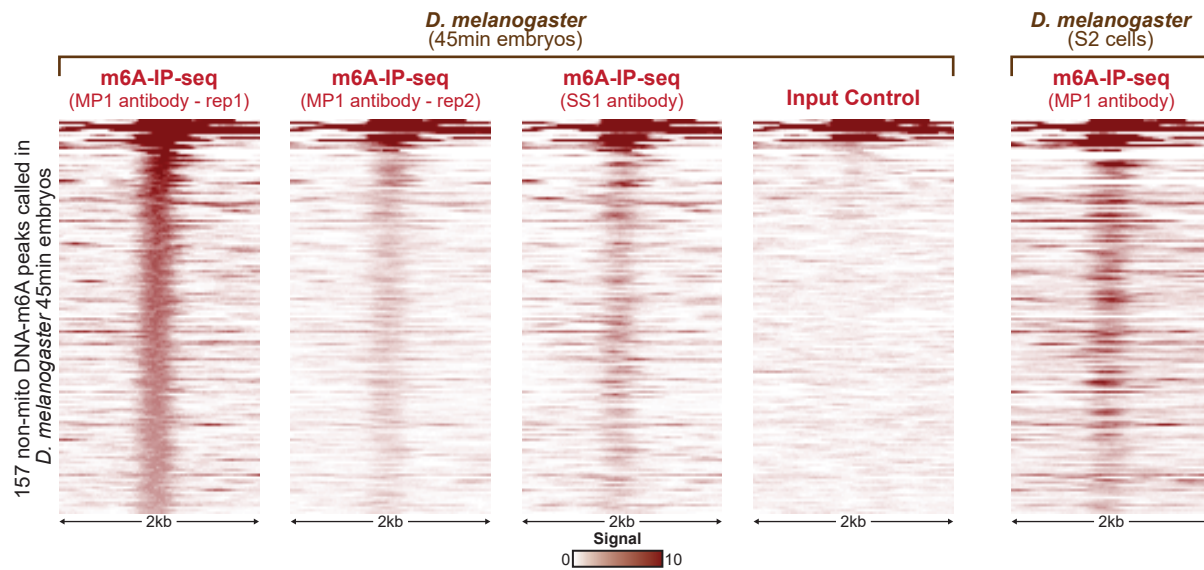 D. melanogaster
(45min embryos)
D. melanogaster
(S2 cells)
m6A-IP-seq
(MP1 antibody - rep1)
m6A-IP-seq
(MP1 antibody - rep2)
m6A-IP-seq
(SS1 antibody)
Input Control
m6A-IP-seq
(MP1 antibody)
157 non-mito DNA-m6A peaks called in
D. melanogaster 45min embryos
2kb
2kb
2kb
2kb
2kb
Signal
0 10